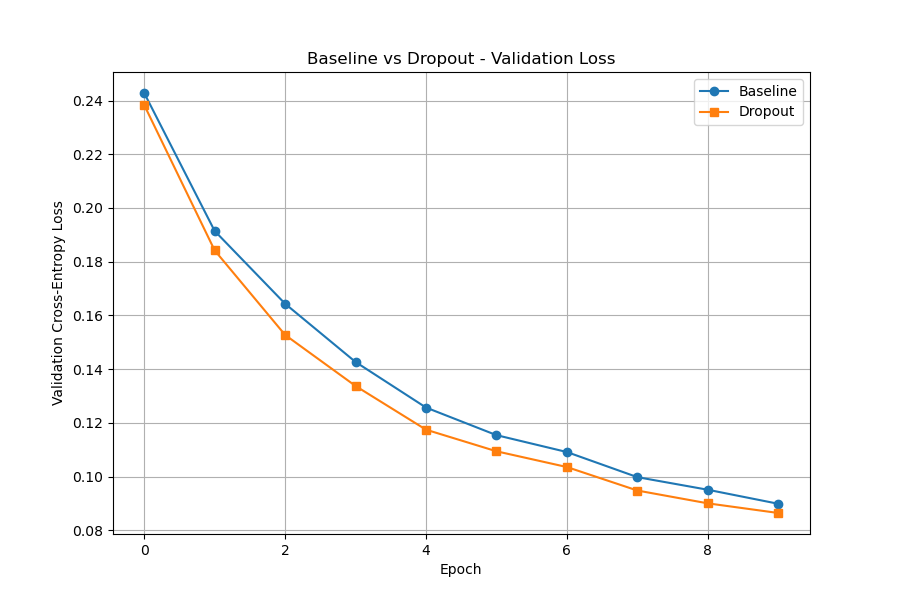 Baseline vs Dropout - Validation Loss
Baseline
Dropout
Validation Cross-Entropy Loss
0.24
0.22
0.20
0.18
0.16
0.14
0.12
0.10
0.08
0 2 4 6 8
Epoch